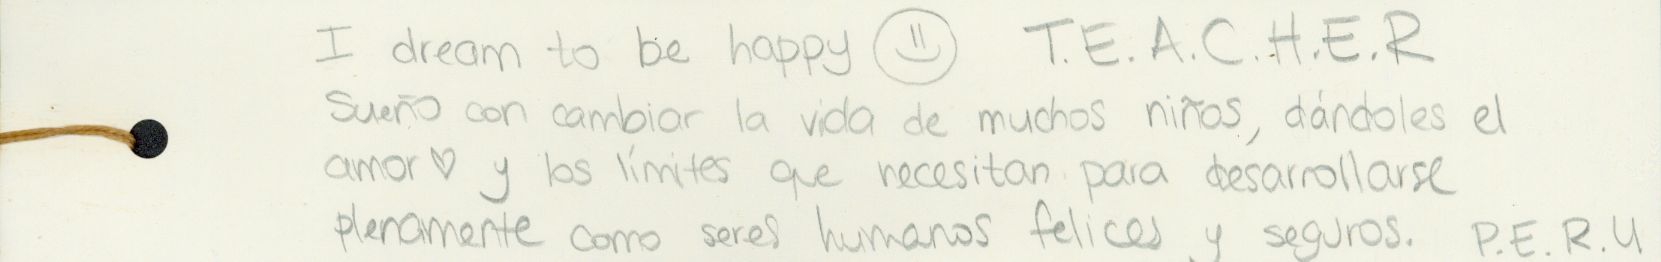 I dream to be happy T.E.A.C.H.E.R
Sueño con cambiar la vida de muchos niños, dándoles el
amor ♡ y los límites que necesitan para desarrollarse
plenamente como seres humanos felices y seguros. P.E.R.U